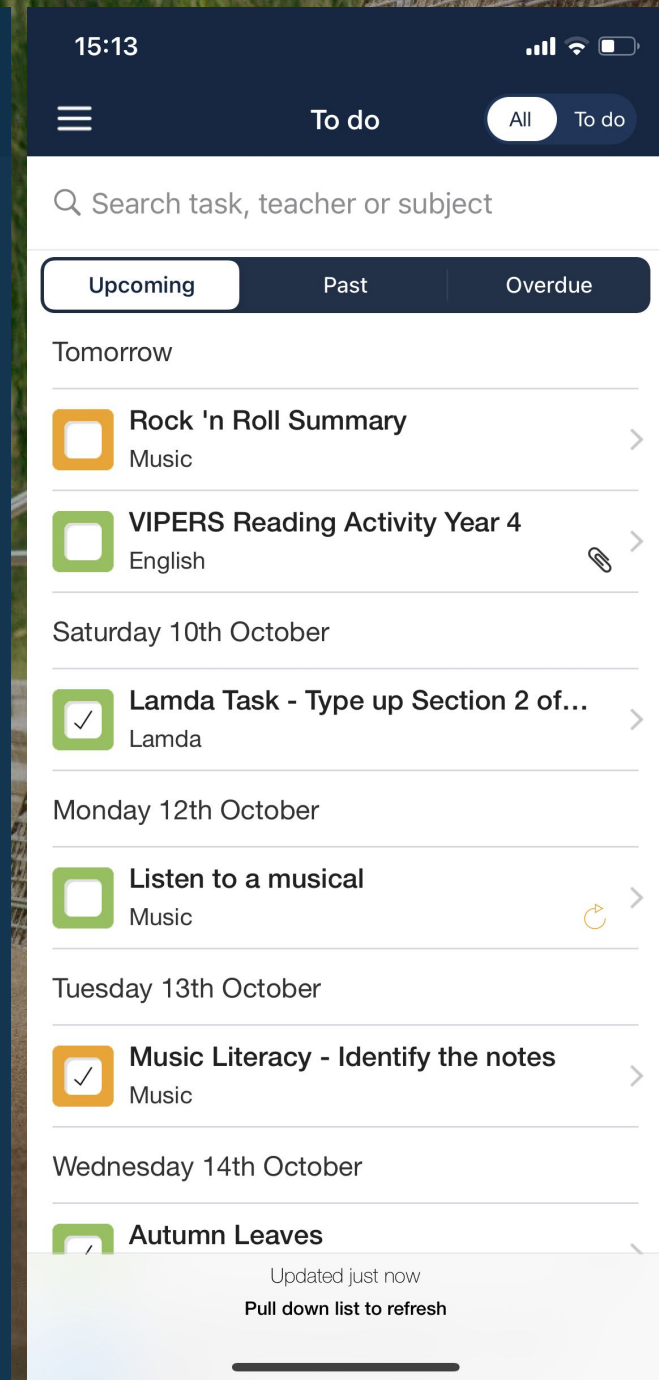 15:13
To do
All To do
Search task, teacher or subject
Upcoming Past Overdue
Tomorrow
Rock 'n Roll Summary
Music
VIPERS Reading Activity Year 4
English
Saturday 10th October
Lamda Task - Type up Section 2 of...
Lamda
Monday 12th October
Listen to a musical
Music
Tuesday 13th October
Music Literacy - Identify the notes
Music
Wednesday 14th October
Autumn Leaves
Updated just now
Pull down list to refresh